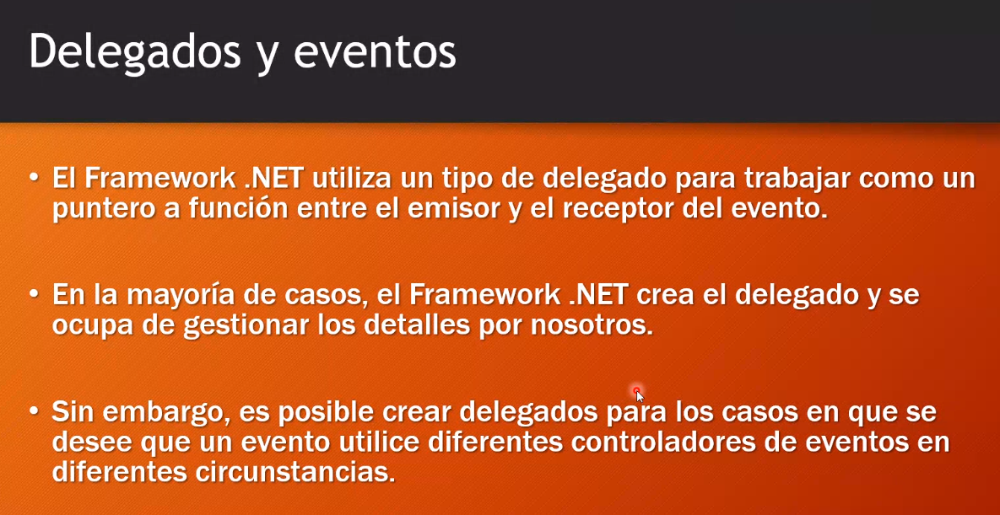 Delegados y eventos
• El Framework .NET utiliza un tipo de delegado para trabajar como un
puntero a función entre el emisor y el receptor del evento.
• En la mayoría de casos, el Framework .NET crea el delegado y se
ocupa de gestionar los detalles por nosotros.
• Sin embargo, es posible crear delegados para los casos en que se
desee que un evento utilice diferentes controladores de eventos en
diferentes circunstancias.